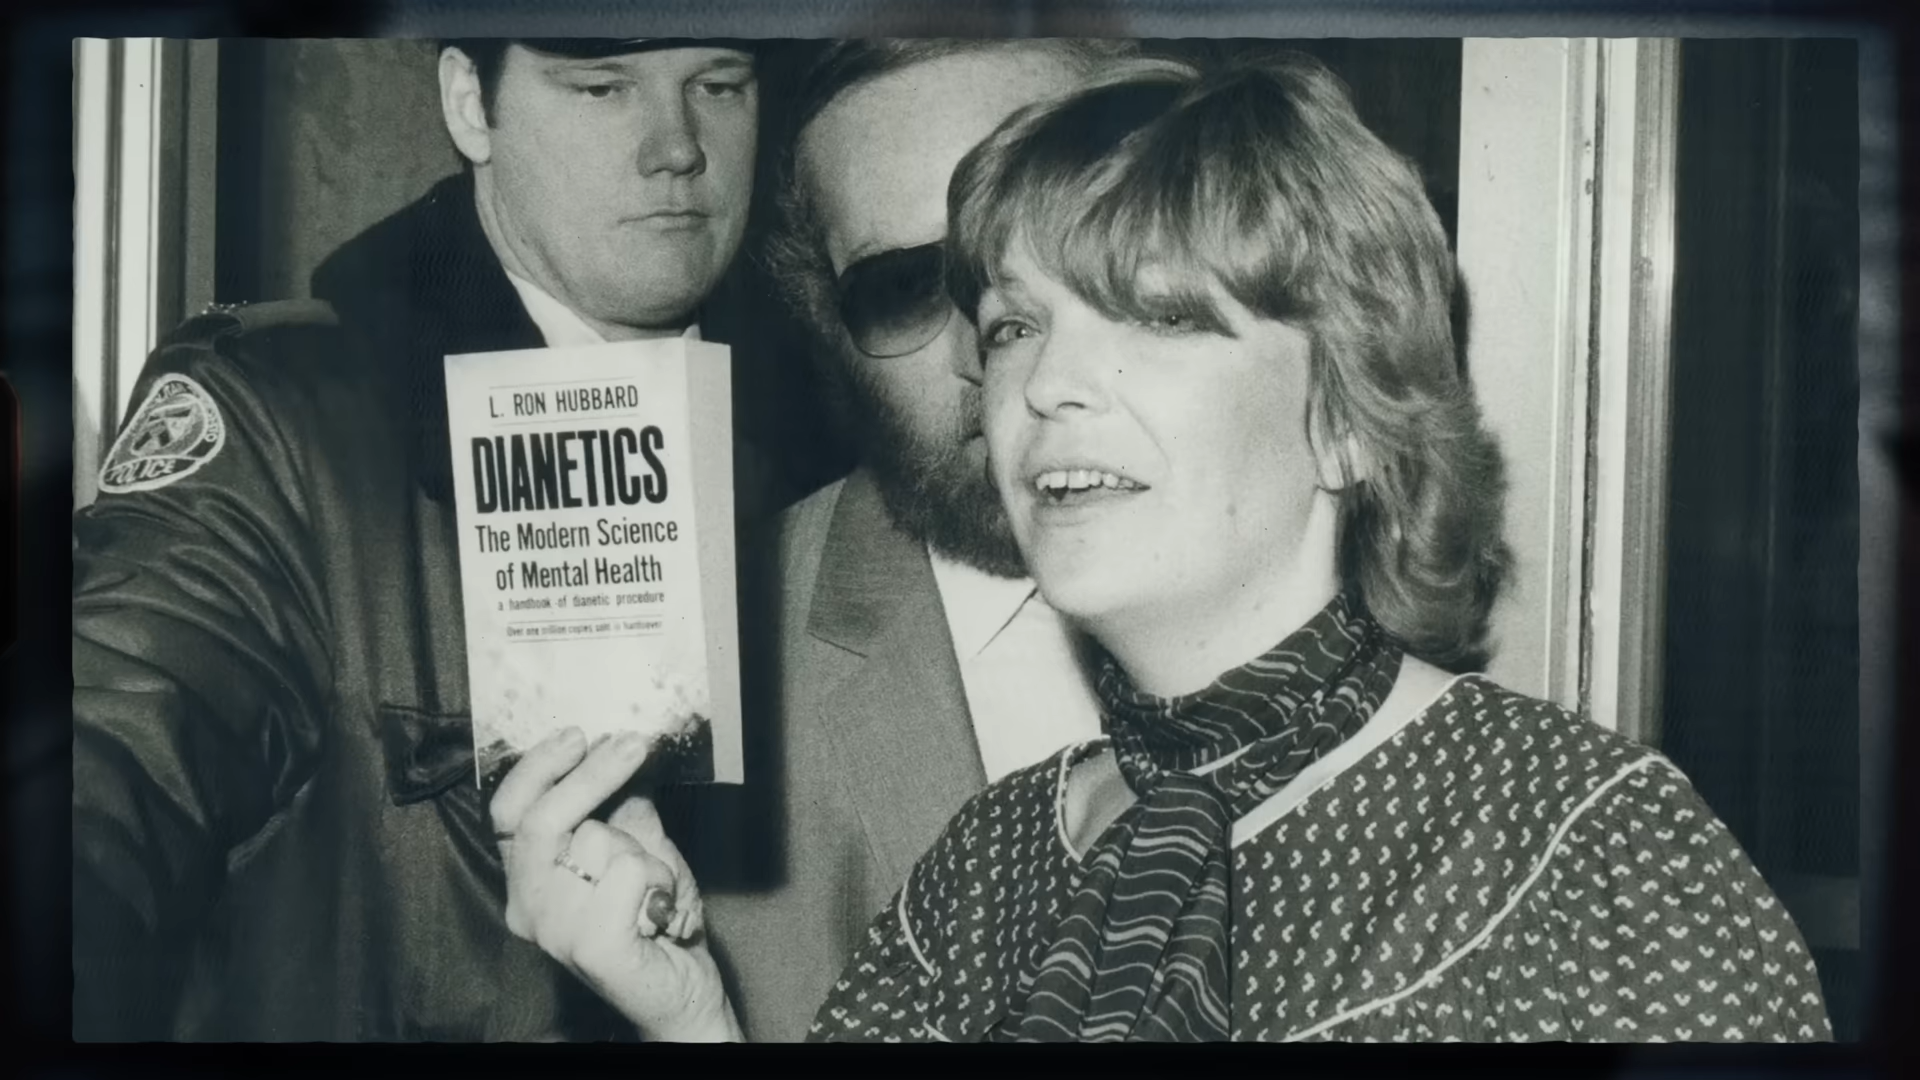 L. RON HUBBARD
DIANETICS
The Modern Science
of Mental Health
a handbook of dianetic procedure
Over one million copies sold in hardcover
POLICE